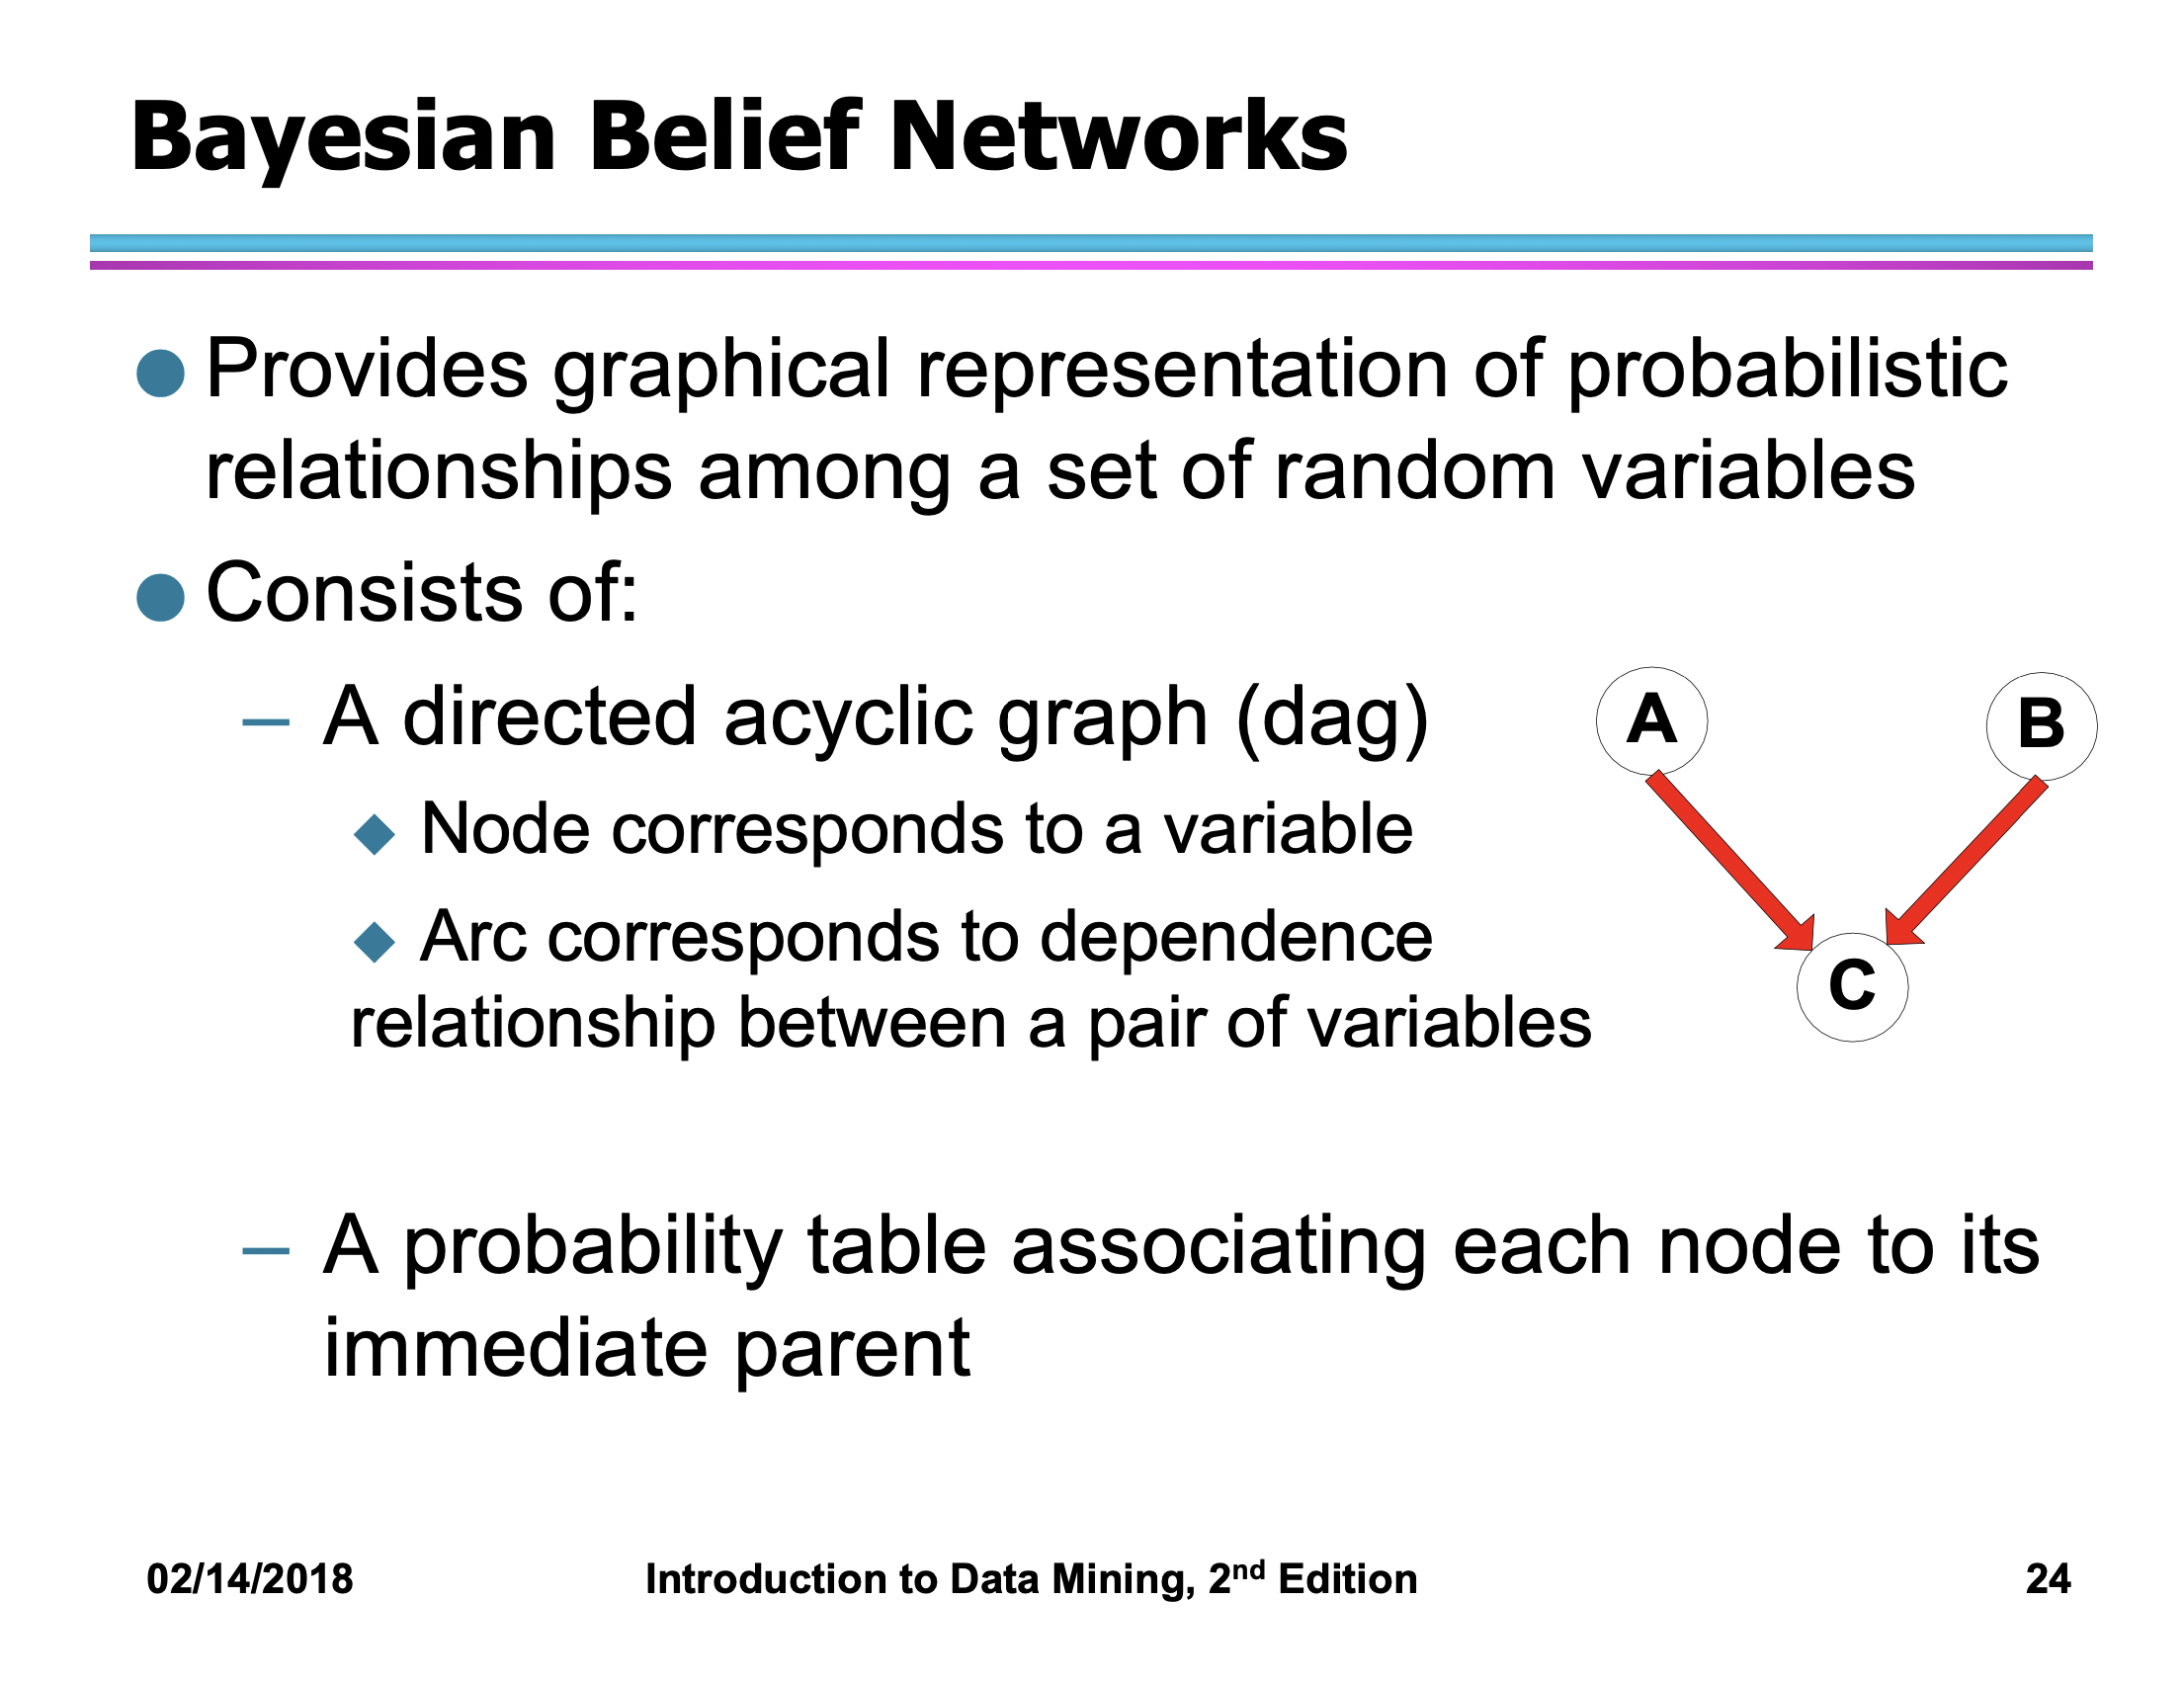 Bayesian Belief Networks
Provides graphical representation of probabilistic
relationships among a set of random variables
Consists of:
– A directed acyclic graph (dag)
A
B
Node corresponds to a variable
Arc corresponds to dependence
relationship between a pair of variables
C
– A probability table associating each node to its
immediate parent
02/14/2018 Introduction to Data Mining, 2nd Edition 24